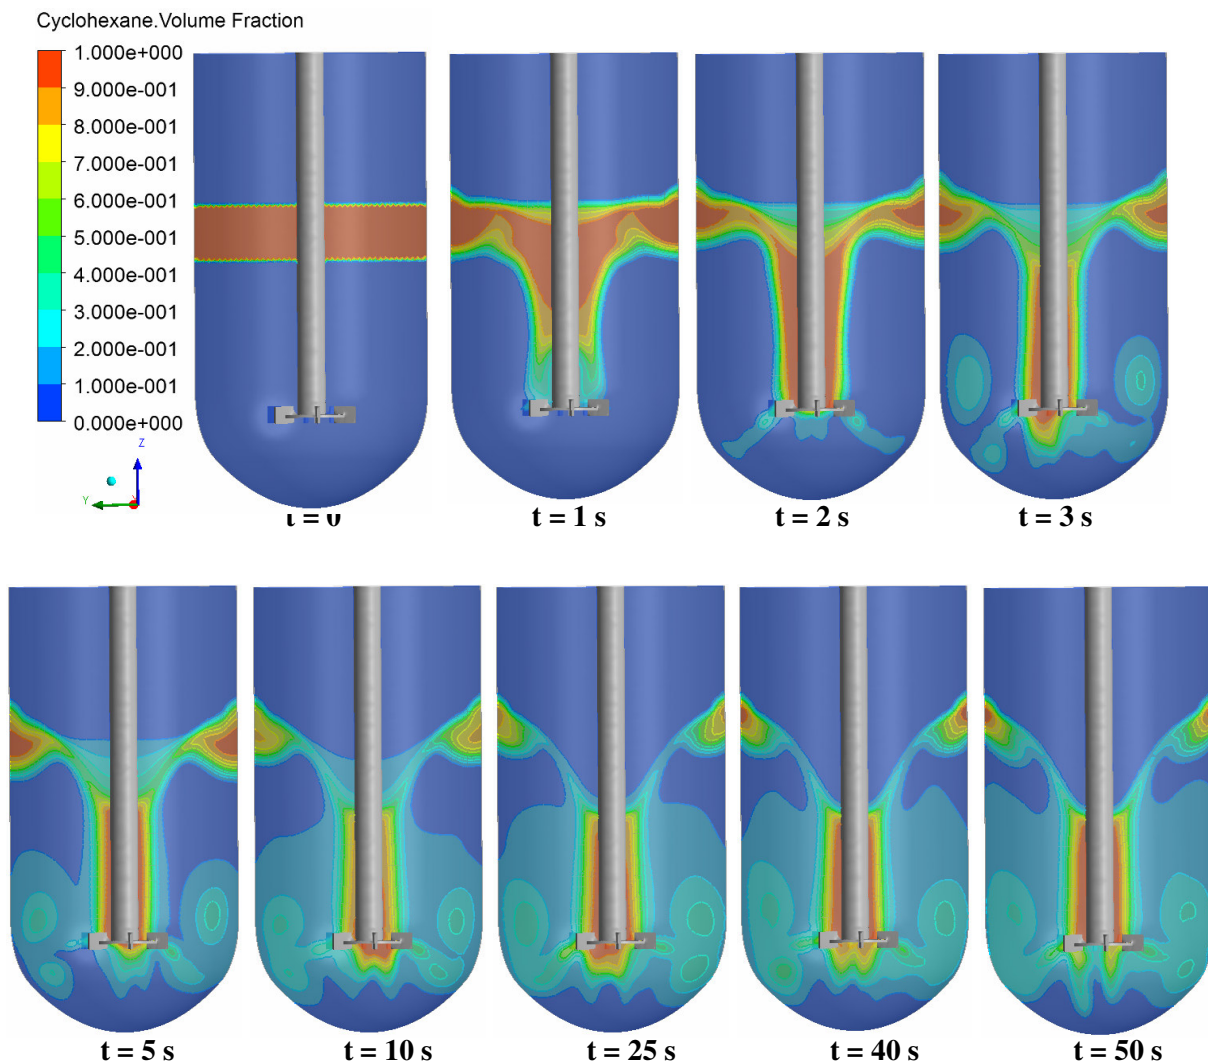 Cyclohexane.Volume Fraction
1.000e+000
9.000e-001
8.000e-001
7.000e-001
6.000e-001
5.000e-001
4.000e-001
3.000e-001
2.000e-001
1.000e-001
0.000e+000
Z
Y
t = 0
t = 1 s
t = 2 s
t = 3 s
t = 5 s
t = 10 s
t = 25 s
t = 40 s
t = 50 s